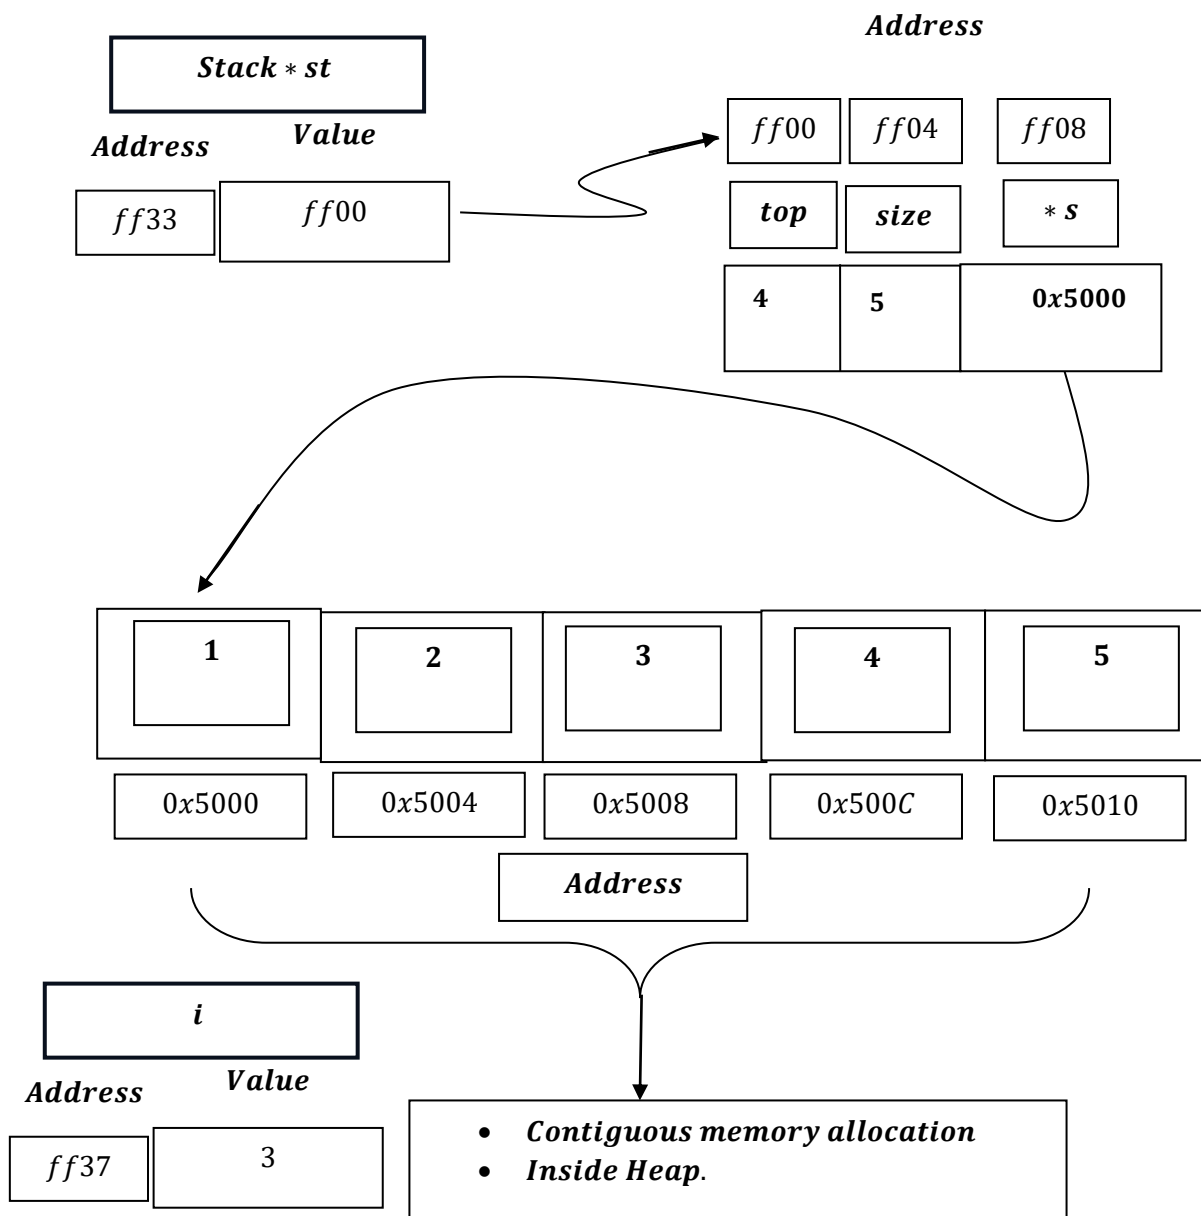 Address
Stack * st
Address Value
ff33 ff00
ff00 ff04 ff08
top size * s
4 5 0x5000
1 2 3 4 5
0x5000 0x5004 0x5008 0x500C 0x5010
Address
i
Address Value
ff37 3
• Contiguous memory allocation
• Inside Heap.